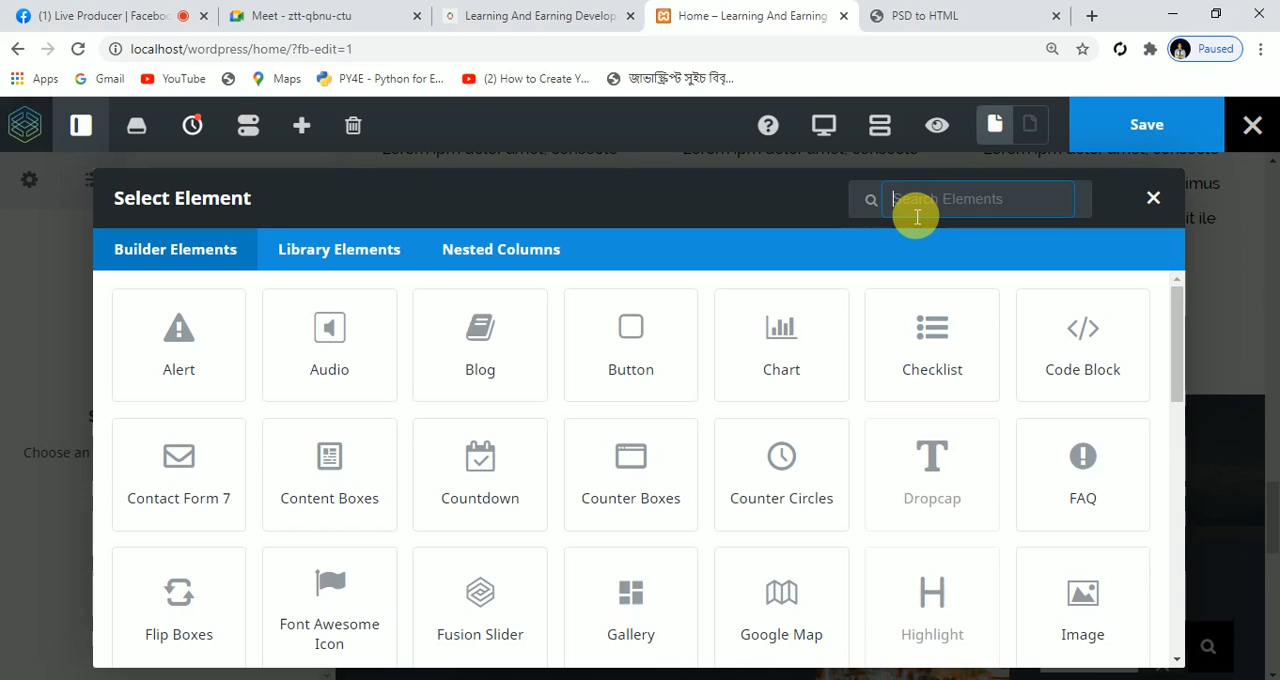 (1) Live Producer | Faceboo
Meet - ztt-qbnu-ctu
Learning And Earning Develop
Home – Learning And Earning
PSD to HTML
localhost/wordpress/home/?fb-edit=1
Paused
Apps
Gmail
YouTube
Maps
PY4E - Python for E...
(2) How to Create Y...
জাভাস্ক্রিপ্ট সুইচ বিবৃ...
Save
Select Element
Search Elements
imus
Builder Elements
Library Elements
Nested Columns
it ile
Alert
Audio
Blog
Button
Chart
Checklist
Code Block
Choose an
Contact Form 7
Content Boxes
Countdown
Counter Boxes
Counter Circles
Dropcap
FAQ
Flip Boxes
Font Awesome
Icon
Fusion Slider
Gallery
Google Map
Highlight
Image